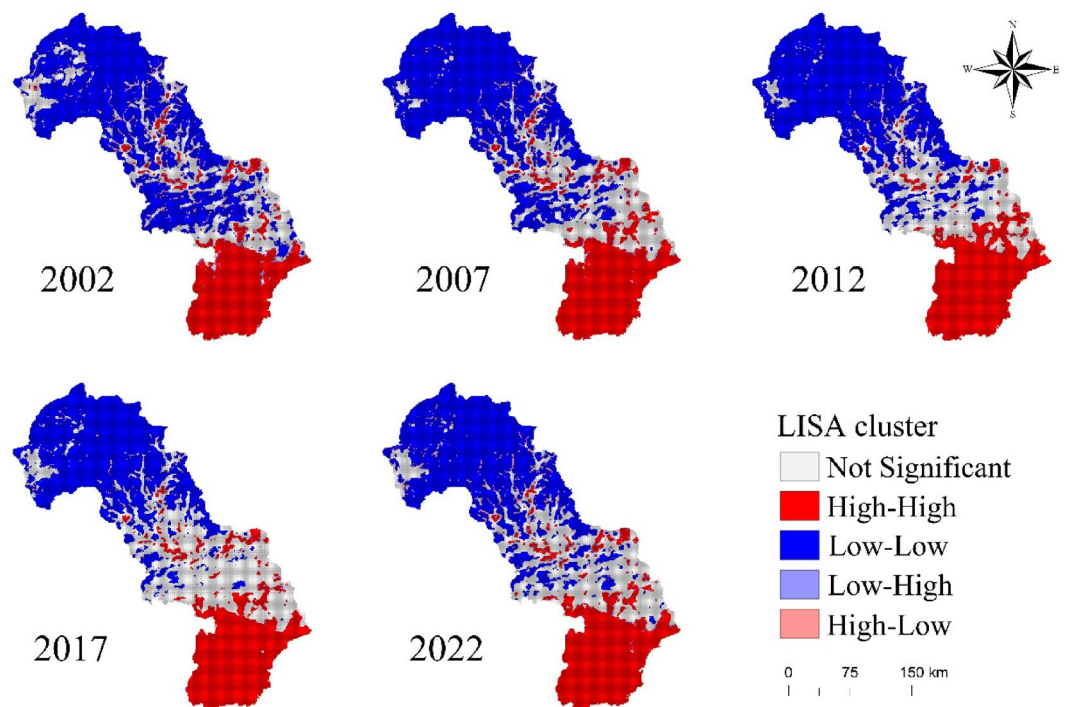 N
W E
S
2002
2007
2012
2017
2022
LISA cluster
Not Significant
High-High
Low-Low
Low-High
High-Low
0 75 150 km